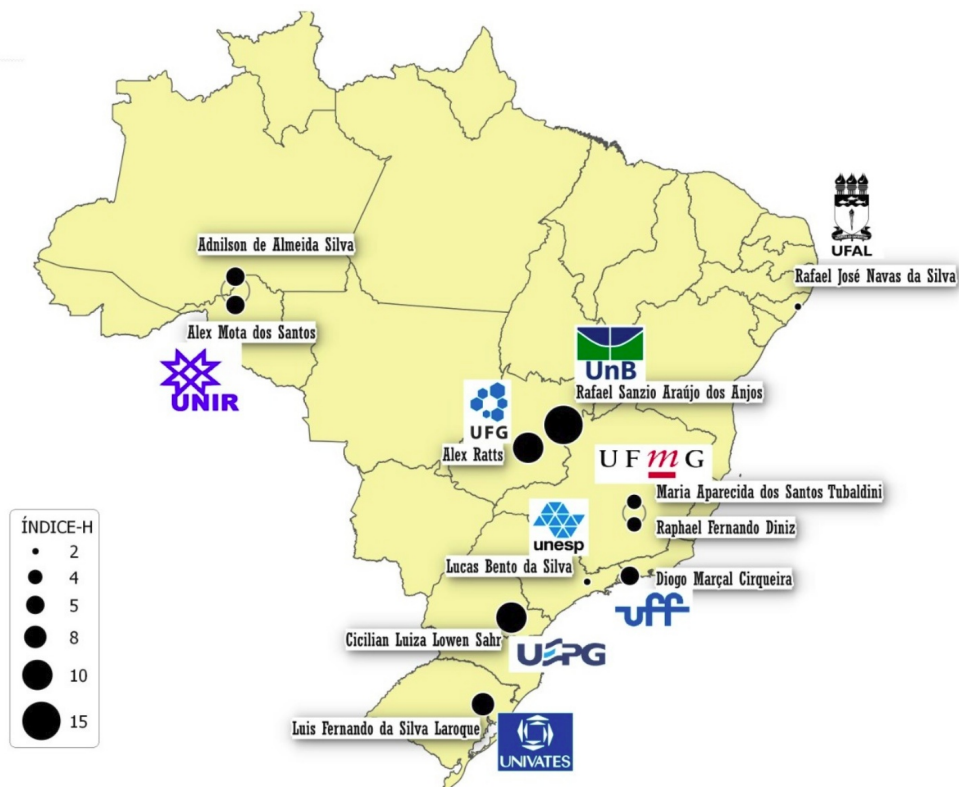 UFAL
Adnilson de Almeida Silva
Rafael José Navas da Silva
Alex Mota dos Santos
UNIR
UnB
Rafael Sanzio Araújo dos Anjos
UFG
Alex Ratts
UFmG
Maria Aparecida dos Santos Tubaldini
Raphael Fernando Diniz
unesp
Lucas Bento da Silva
Diogo Marçal Cirqueira
uff
Cicilian Luiza Lowen Sahr
UEPG
Luis Fernando da Silva Laroque
UNIVATES
ÍNDICE-H
2
4
5
8
10
15